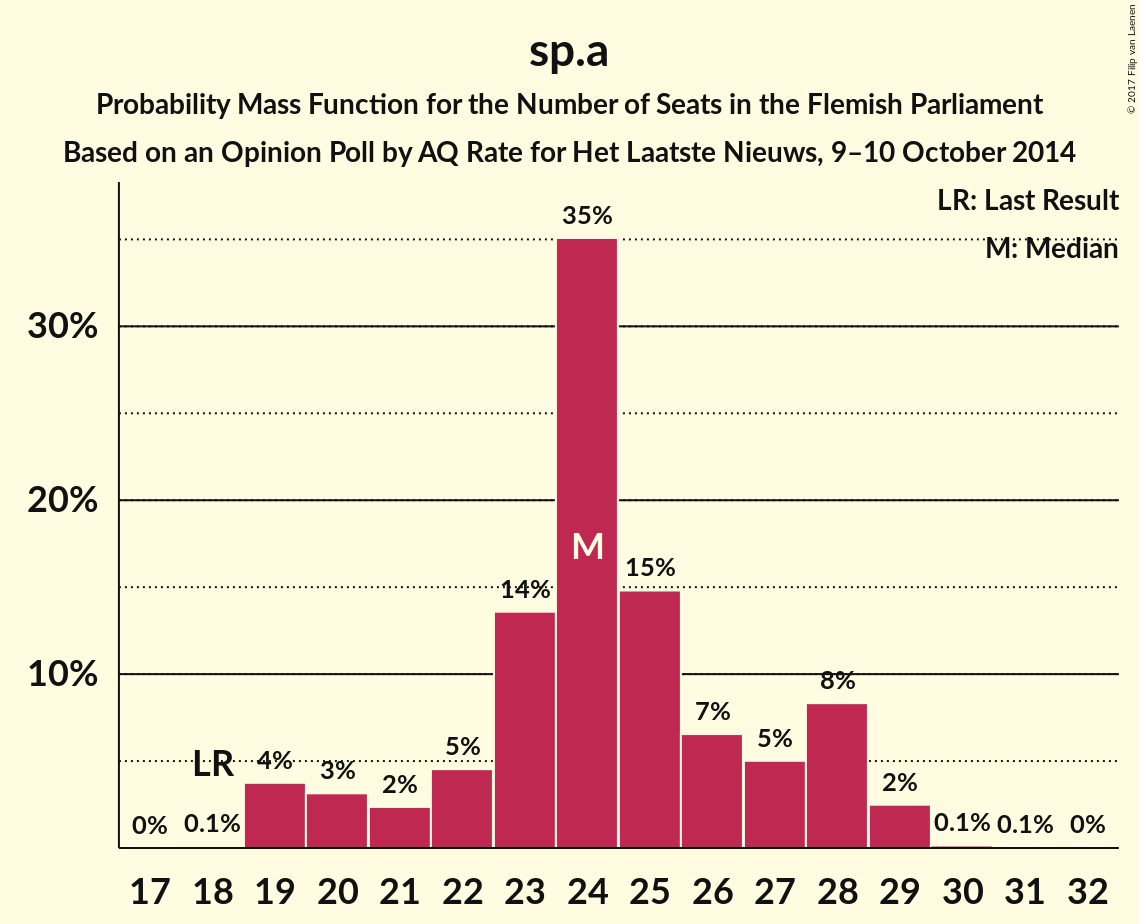 sp.a
Probability Mass Function for the Number of Seats in the Flemish Parliament
Based on an Opinion Poll by AQ Rate for Het Laatste Nieuws, 9–10 October 2014
© 2017 Filip van Laenen
LR: Last Result
M: Median
35%
30%
20%
M
15%
14%
10%
8%
7%
5%
5%
LR
4%
3%
2%
2%
0%
0.1%
0.1%
0.1%
0%
17 18 19 20 21 22 23 24 25 26 27 28 29 30 31 32